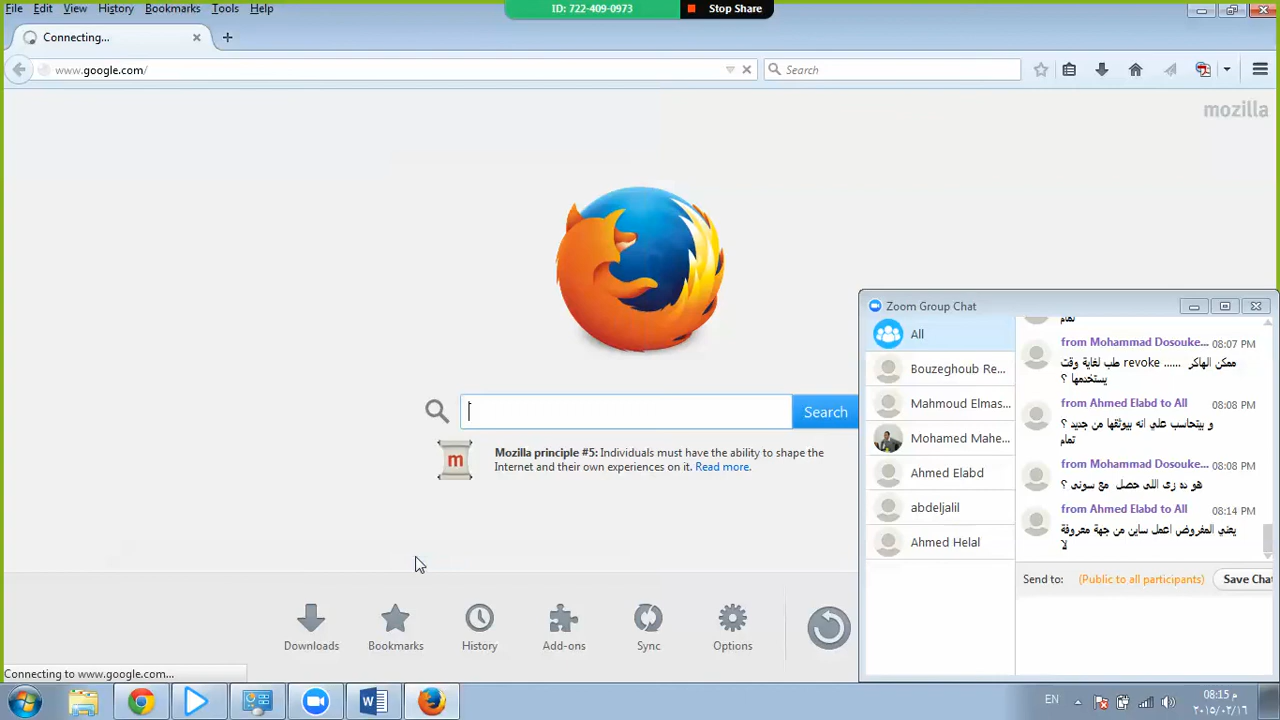 File Edit View History Bookmarks Tools Help
ID: 722-409-0973
Stop Share
Connecting...
www.google.com/
Search
mozilla
Search
Mozilla principle #5: Individuals must have the ability to shape the
Internet and their own experiences on it. Read more.
Downloads
Bookmarks
History
Add-ons
Sync
Options
Connecting to www.google.com...
Zoom Group Chat
All
Bouzeghoub Re...
Mahmoud Elmas...
Mohamed Mahe...
Ahmed Elabd
abdeljalil
Ahmed Helal
تمام
from Mohammad Dosouke... 08:07 PM
ممكن الهاكر ...... revoke طب لغاية وقت
يستخدمها ؟
from Ahmed Elabd to All 08:08 PM
و بيتحاسب علي انه بيوثقها من جديد ؟
تمام
from Mohammad Dosouke... 08:08 PM
هو ده زى اللى حصل مع سونى ؟
from Ahmed Elabd to All 08:14 PM
يعني المفروض اعمل ساين من جهة معروفة
لا
Send to: (Public to all participants) Save Chat
EN
08:15 م
٢٠١٥/٠٢/١٦